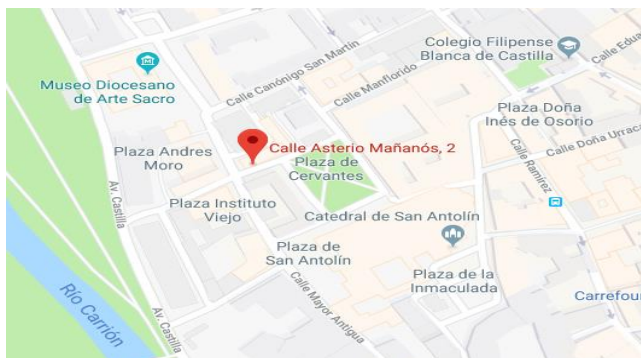 Colegio Filipense
Blanca de Castilla
Calle Edua
Museo Diocesano
de Arte Sacro
Calle Canónigo San Martín
Calle Manflorido
Plaza Doña
Inés de Osorio
Plaza Andres
Moro
Calle Asterio Mañanós, 2
Plaza de
Cervantes
Calle Doña Urraca
Calle Ramírez
Av. Castilla
Plaza Instituto
Viejo
Catedral de San Antolín
Plaza de
San Antolín
Plaza de la
Inmaculada
Calle Mayor Antigua
Río Carrión
Av. Castilla
Carrefour